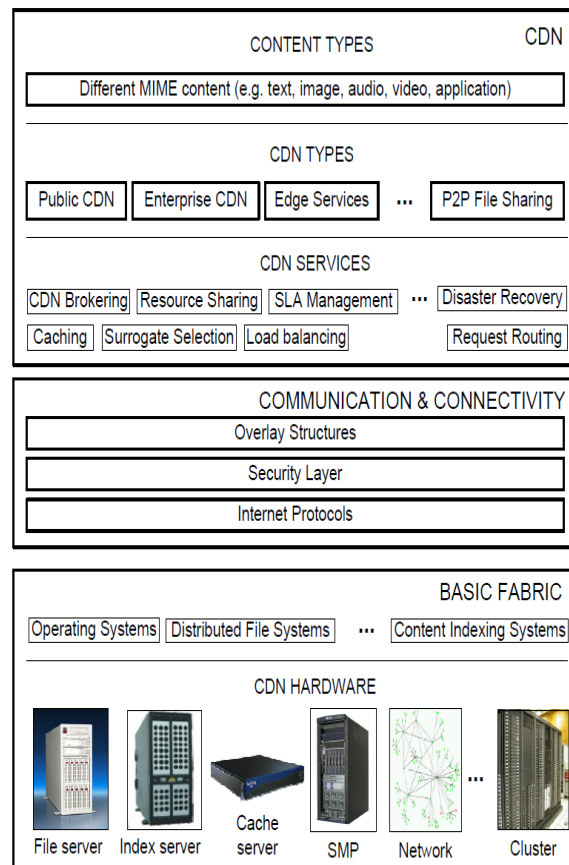 CDN
CONTENT TYPES
Different MIME content (e.g. text, image, audio, video, application)
CDN TYPES
Public CDN Enterprise CDN Edge Services ... P2P File Sharing
CDN SERVICES
CDN Brokering Resource Sharing SLA Management ... Disaster Recovery
Caching Surrogate Selection Load balancing Request Routing
COMMUNICATION & CONNECTIVITY
Overlay Structures
Security Layer
Internet Protocols
BASIC FABRIC
Operating Systems Distributed File Systems ... Content Indexing Systems
CDN HARDWARE
...
File server Index server Cache server SMP Network Cluster